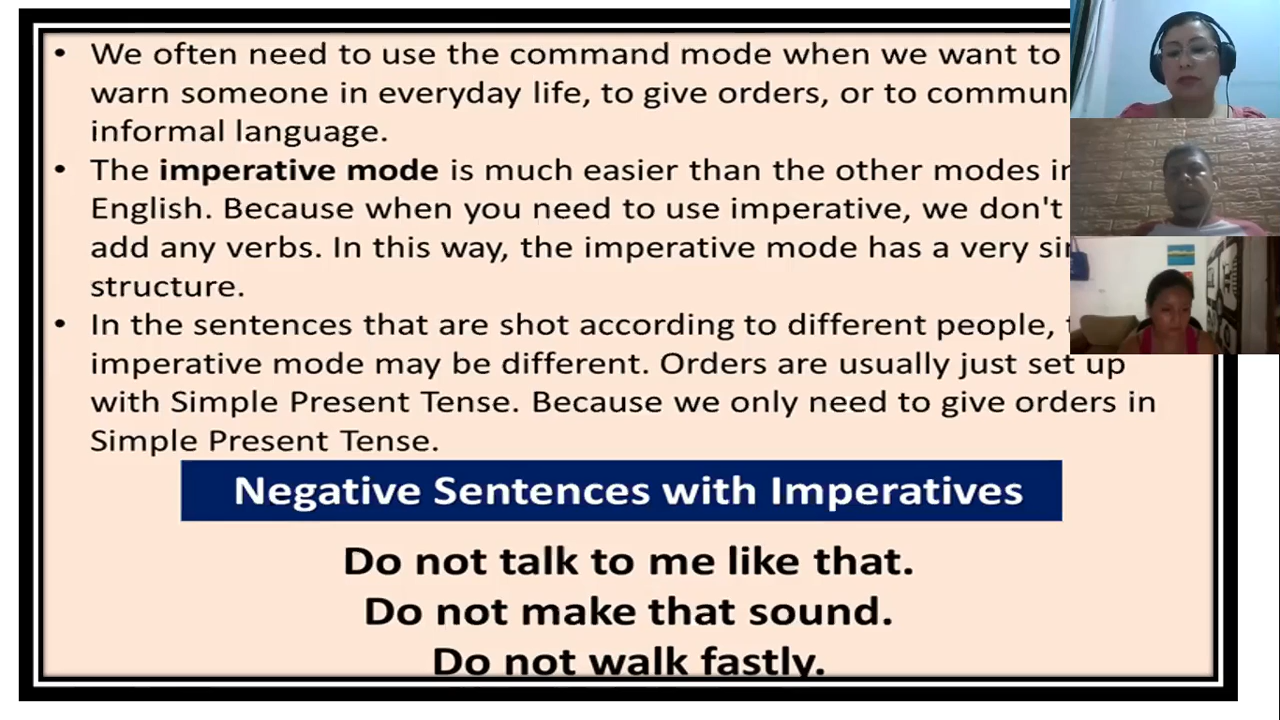 • We often need to use the command mode when we want to
warn someone in everyday life, to give orders, or to commun
informal language.
• The imperative mode is much easier than the other modes in
English. Because when you need to use imperative, we don't
add any verbs. In this way, the imperative mode has a very
structure.
• In the sentences that are shot according to different people,
imperative mode may be different. Orders are usually just set up
with Simple Present Tense. Because we only need to give orders in
Simple Present Tense.
Negative Sentences with Imperatives
Do not talk to me like that.
Do not make that sound.
Do not walk fastly.